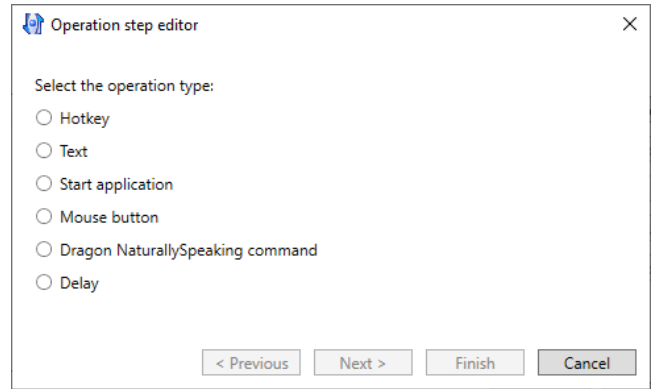 Operation step editor
Select the operation type:
Hotkey
Text
Start application
Mouse button
Dragon NaturallySpeaking command
Delay
< Previous Next > Finish Cancel